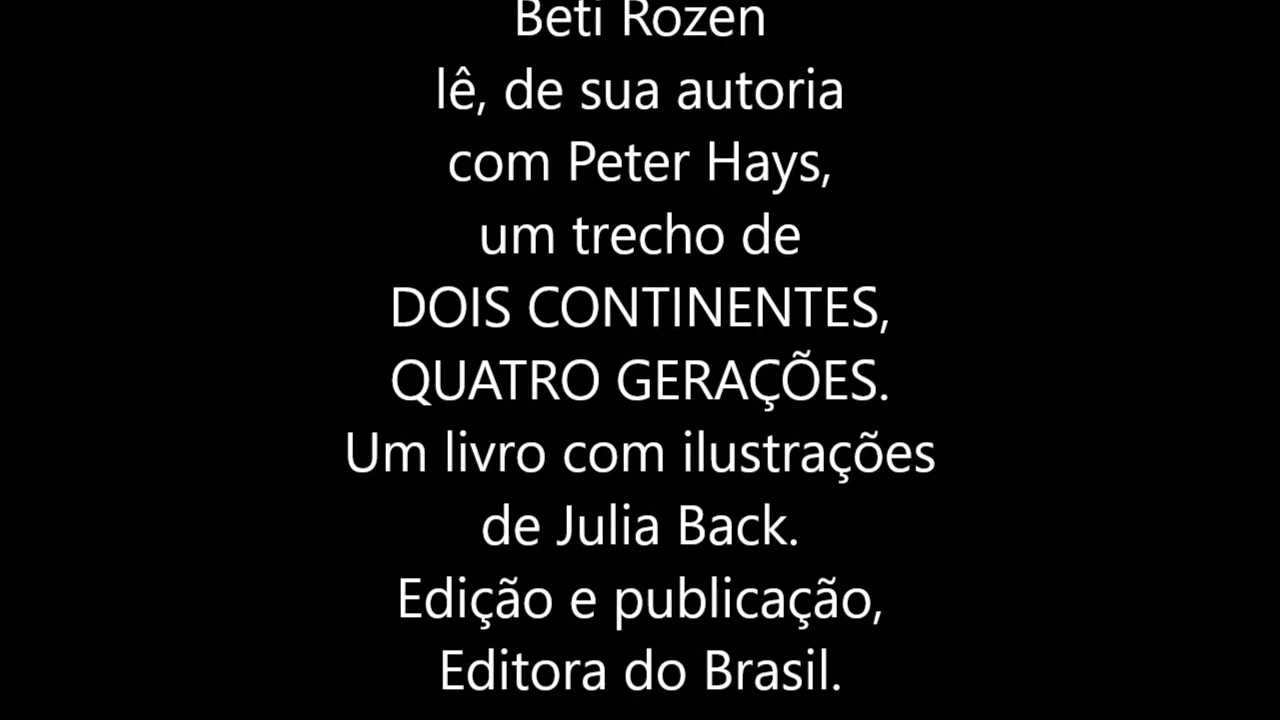 Beti Rozen
lê, de sua autoria
com Peter Hays,
um trecho de
DOIS CONTINENTES,
QUATRO GERAÇÕES.
Um livro com ilustrações
de Julia Back.
Edição e publicação,
Editora do Brasil.